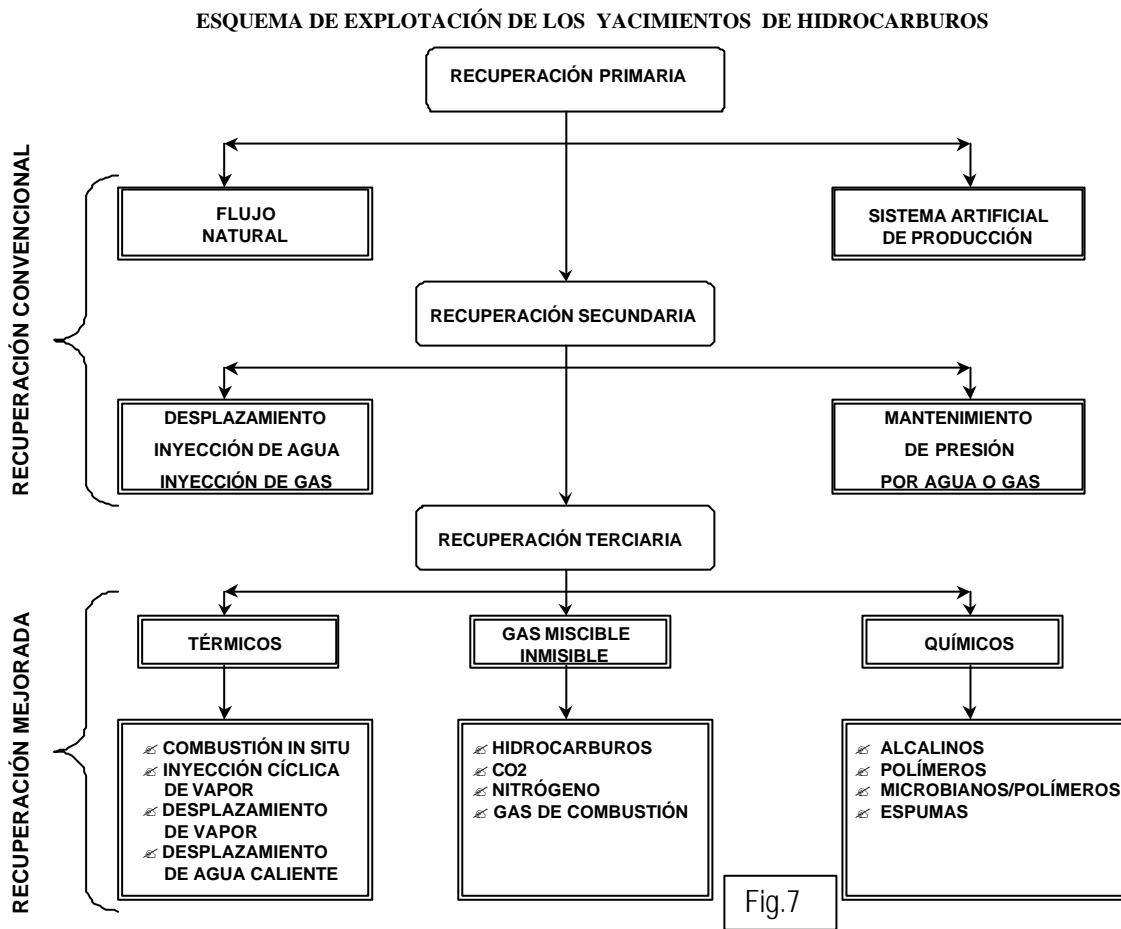 ESQUEMA DE EXPLOTACIÓN DE LOS YACIMIENTOS DE HIDROCARBUROS
RECUPERACIÓN PRIMARIA
RECUPERACIÓN CONVENCIONAL
FLUJO
NATURAL
SISTEMA ARTIFICIAL
DE PRODUCCIÓN
RECUPERACIÓN SECUNDARIA
DESPLAZAMIENTO
INYECCIÓN DE AGUA
INYECCIÓN DE GAS
MANTENIMIENTO
DE PRESIÓN
POR AGUA O GAS
RECUPERACIÓN TERCIARIA
RECUPERACIÓN MEJORADA
TÉRMICOS
GAS MISCIBLE
INMISIBLE
QUÍMICOS
COMBUSTIÓN IN SITU
INYECCIÓN CÍCLICA
DE VAPOR
DESPLAZAMIENTO
DE VAPOR
DESPLAZAMIENTO
DE AGUA CALIENTE
HIDROCARBUROS
CO2
NITRÓGENO
GAS DE COMBUSTIÓN
ALCALINOS
POLÍMEROS
MICROBIANOS/POLÍMEROS
ESPUMAS
Fig.7